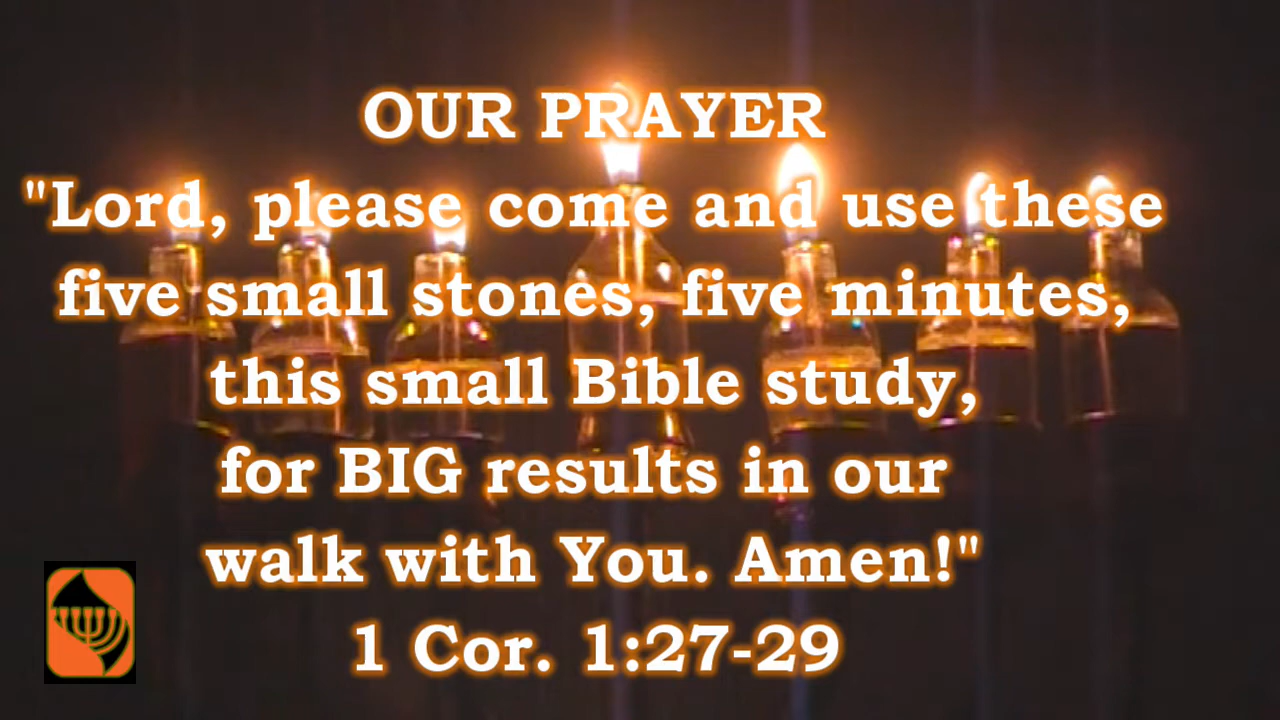 OUR PRAYER
"Lord, please come and use these
five small stones, five minutes,
this small Bible study,
for BIG results in our
walk with You. Amen!"
1 Cor. 1:27-29